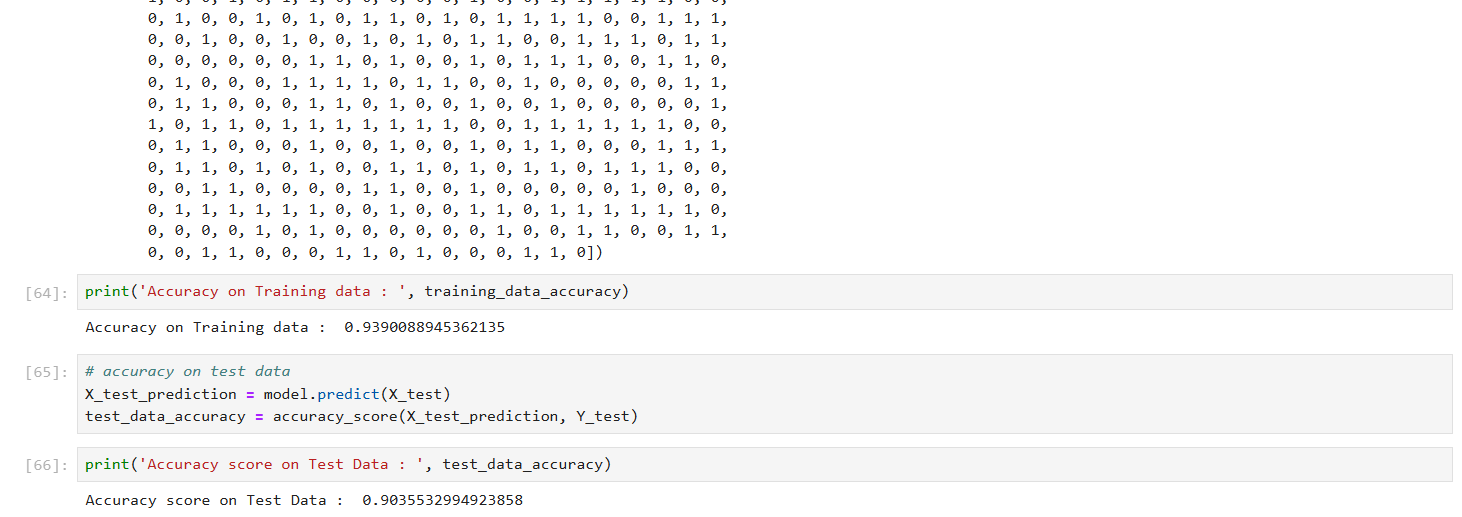 0, 1, 0, 0, 1, 0, 1, 0, 1, 1, 0, 1, 0, 1, 1, 1, 1, 0, 0, 1, 1, 1,
0, 0, 1, 0, 0, 1, 0, 0, 1, 0, 1, 0, 1, 1, 0, 0, 1, 1, 1, 0, 1, 1,
0, 0, 0, 0, 0, 0, 1, 1, 0, 1, 0, 0, 1, 0, 1, 1, 1, 0, 0, 1, 1, 0,
0, 1, 0, 0, 0, 1, 1, 1, 1, 0, 1, 1, 0, 0, 1, 0, 0, 0, 0, 0, 1, 1,
0, 1, 1, 0, 0, 0, 1, 1, 0, 1, 0, 0, 1, 0, 0, 1, 0, 0, 0, 0, 0, 1,
1, 0, 1, 1, 0, 1, 1, 1, 1, 1, 1, 1, 0, 0, 1, 1, 1, 1, 1, 1, 0, 0,
0, 1, 1, 0, 0, 0, 1, 0, 0, 1, 0, 0, 1, 0, 1, 1, 0, 0, 0, 1, 1, 1,
0, 1, 1, 0, 1, 0, 1, 0, 0, 1, 1, 0, 1, 0, 1, 1, 0, 1, 1, 1, 0, 0,
0, 0, 1, 1, 0, 0, 0, 0, 1, 1, 0, 0, 1, 0, 0, 0, 0, 0, 1, 0, 0, 0,
0, 1, 1, 1, 1, 1, 1, 0, 0, 1, 0, 0, 1, 1, 0, 1, 1, 1, 1, 1, 1, 0,
0, 0, 0, 0, 1, 0, 1, 0, 0, 0, 0, 0, 0, 1, 0, 0, 1, 1, 0, 0, 1, 1,
0, 0, 1, 1, 0, 0, 0, 1, 1, 0, 1, 0, 0, 0, 1, 1, 0])
[64]: print('Accuracy on Training data : ', training_data_accuracy)
Accuracy on Training data :  0.9390088945362135
[65]: # accuracy on test data
X_test_prediction = model.predict(X_test)
test_data_accuracy = accuracy_score(X_test_prediction, Y_test)
[66]: print('Accuracy score on Test Data : ', test_data_accuracy)
Accuracy score on Test Data :  0.9035532994923858